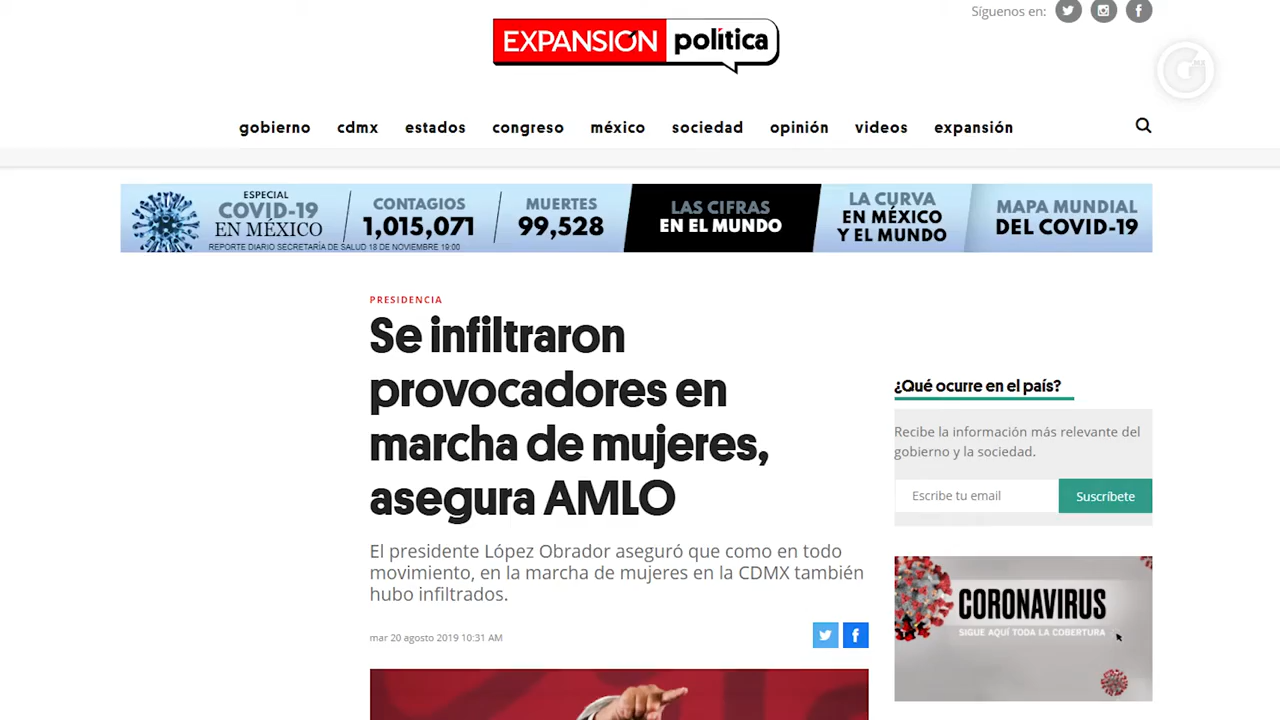 Síguenos en:
EXPANSIÓN política
gobierno cdmx estados congreso méxico sociedad opinión videos expansión
ESPECIAL
COVID-19
EN MÉXICO
REPORTE DIARIO SECRETARÍA DE SALUD 18 DE NOVIEMBRE 19:00
CONTAGIOS
1,015,071
MUERTES
99,528
LAS CIFRAS
EN EL MUNDO
LA CURVA
EN MÉXICO
Y EL MUNDO
MAPA MUNDIAL
DEL COVID-19
PRESIDENCIA
Se infiltraron
provocadores en
marcha de mujeres,
asegura AMLO
El presidente López Obrador aseguró que como en todo
movimiento, en la marcha de mujeres en la CDMX también
hubo infiltrados.
mar 20 agosto 2019 10:31 AM
¿Qué ocurre en el país?
Recibe la información más relevante del
gobierno y la sociedad.
Escribe tu email
Suscríbete
CORONAVIRUS
SIGUE AQUÍ TODA LA COBERTURA